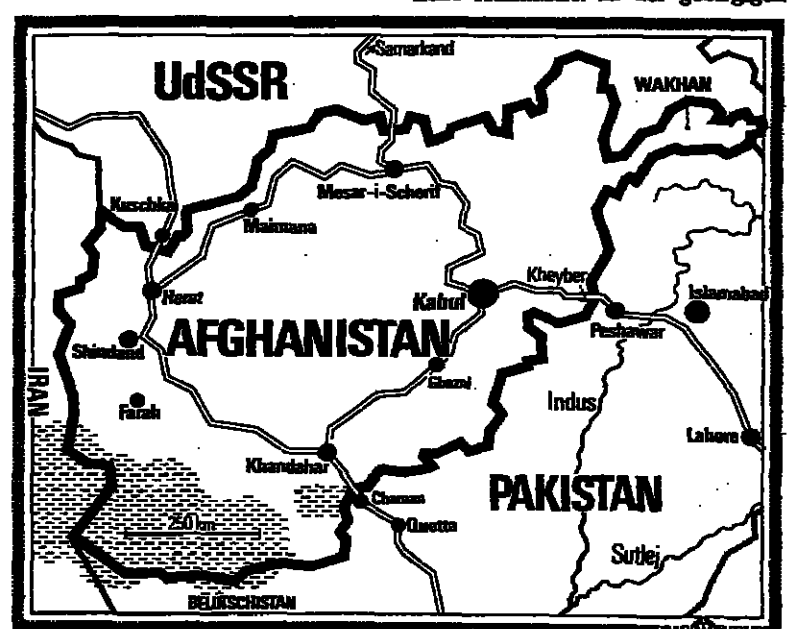 Samarkand
UdSSR
WAKHAN
Mesar-i-Scherif
Kuschka
Maimana
Kheyber
Herat
Kabul
Islamabad
Peshawar
Shindand
AFGHANISTAN
Ghazni
IRAN
Farah
Indus
Lahore
Khandahar
PAKISTAN
Chaman
250 km
Quetta
Sutlej
BELUTSCHISTAN